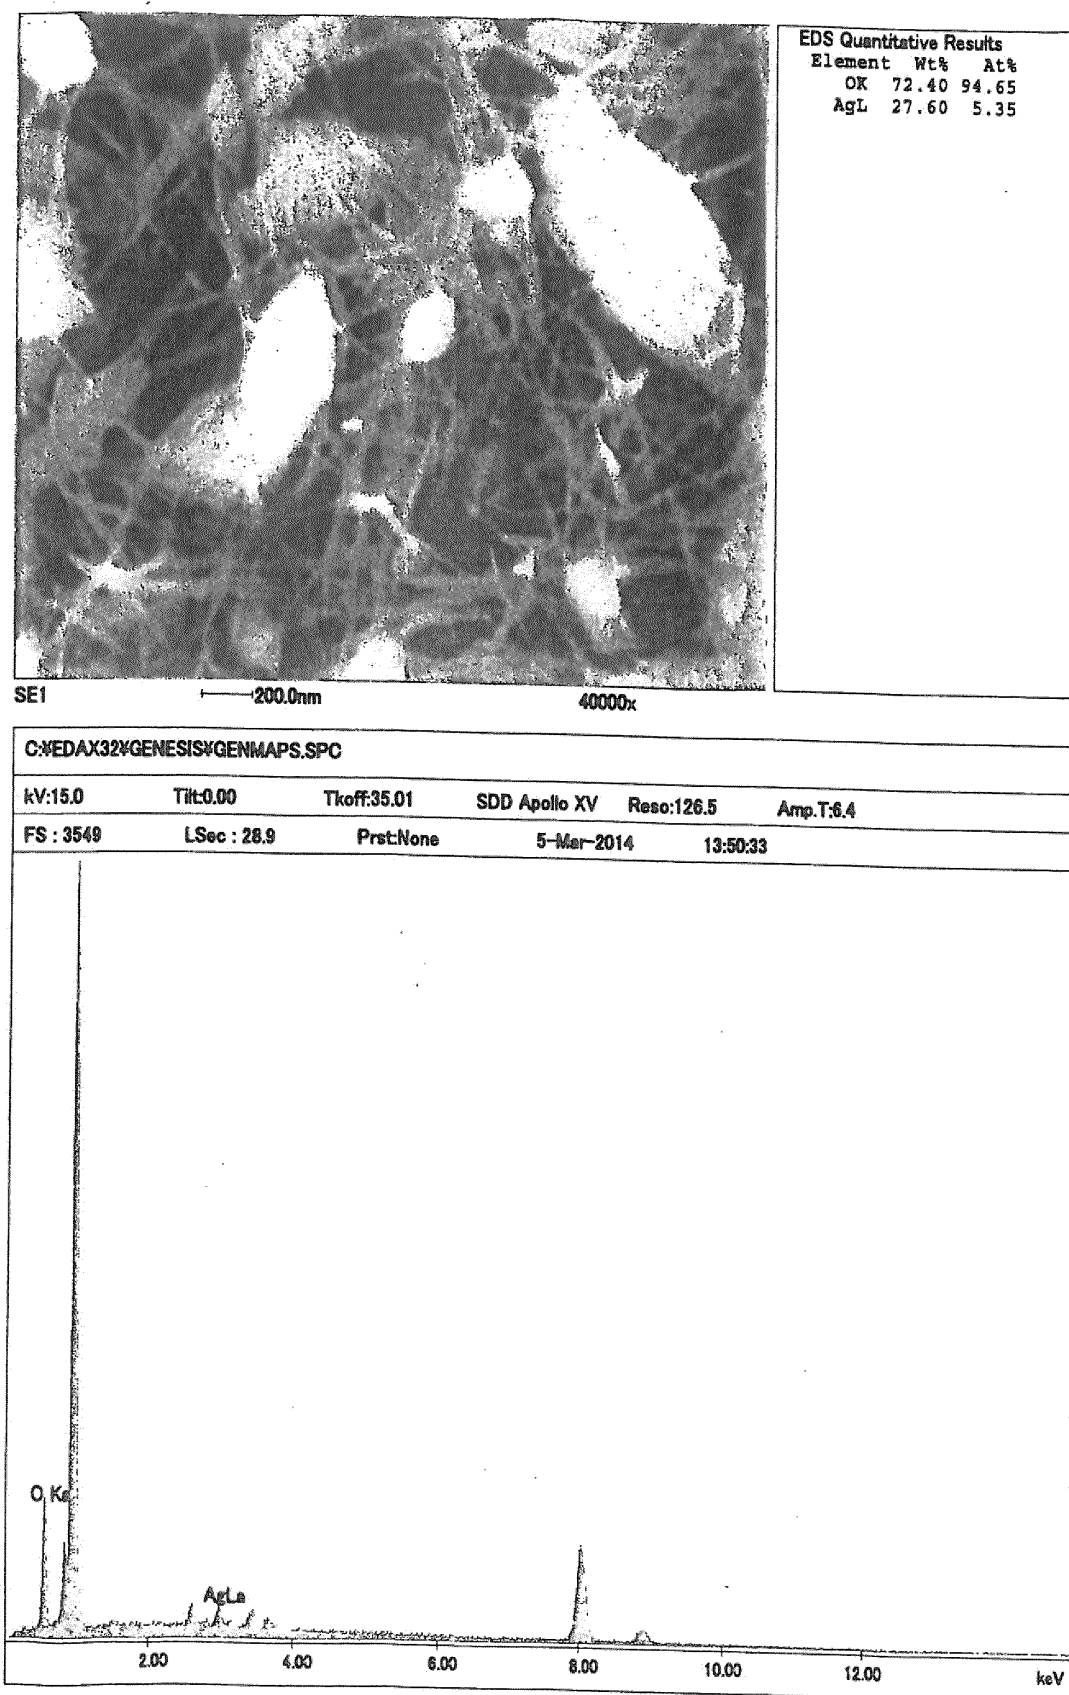 EDS Quantitative Results
Element Wt% At%
OK 72.40 94.65
AgL 27.60 5.35
SE1 200.0nm 40000x
C:¥EDAX32¥GENESIS¥GENMAPS.SPC
kV:15.0 Tilt:0.00 Tkoff:35.01 SDD Apollo XV Reso:126.5 Amp.T:6.4
FS : 3549 LSec : 28.9 Prst:None 5-Mar-2014 13:50:33
O Ka
AgLa
2.00 4.00 6.00 8.00 10.00 12.00 keV